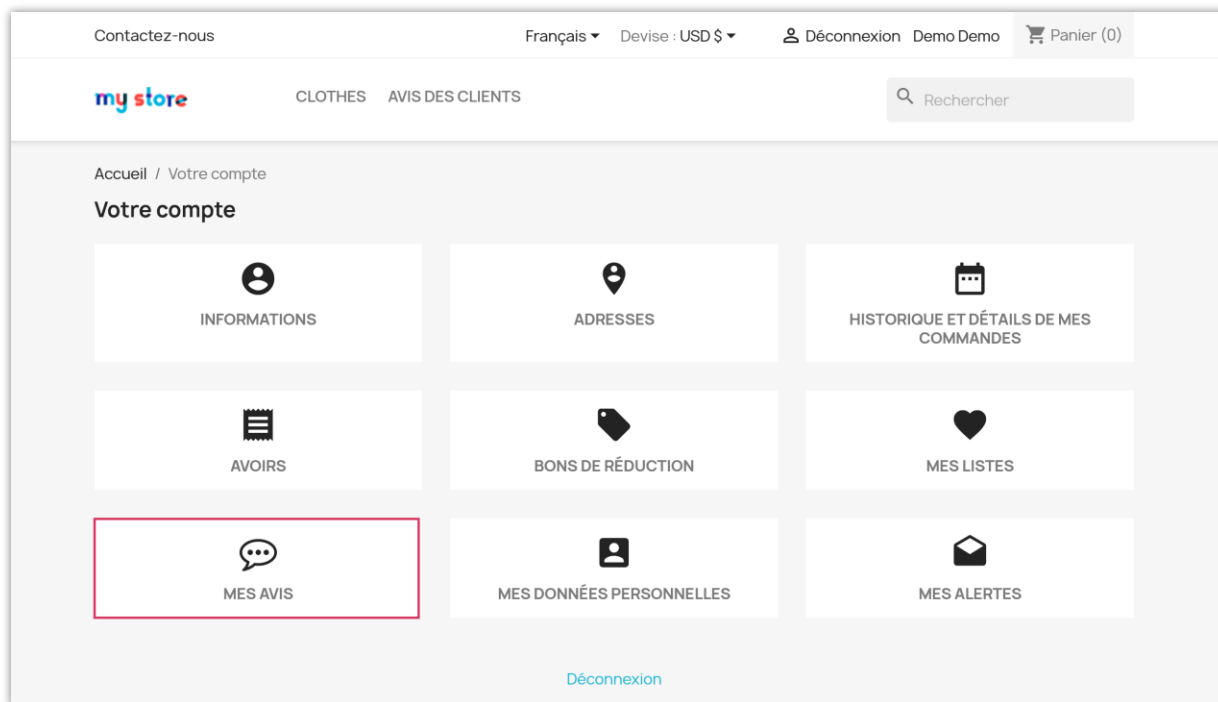 Contactez-nous Français Devise : USD $ Déconnexion Demo Demo Panier (0)
my store CLOTHES AVIS DES CLIENTS Rechercher
Accueil / Votre compte
Votre compte
INFORMATIONS ADRESSES HISTORIQUE ET DÉTAILS DE MES
COMMANDES
AVOIRS BONS DE RÉDUCTION MES LISTES
MES AVIS MES DONNÉES PERSONNELLES MES ALERTES
Déconnexion